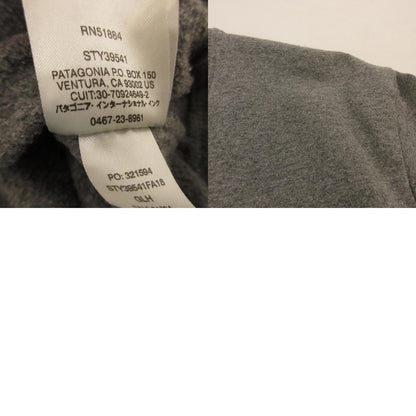 RN51884
STY39541
PATAGONIA P.O. BOX 150
VENTURA, CA 93002 US
CUIT:30-70924649-2
パタゴニア・インターナショナル インク
0467-23-8961
PO: 321594
STY39541FA18
GLH